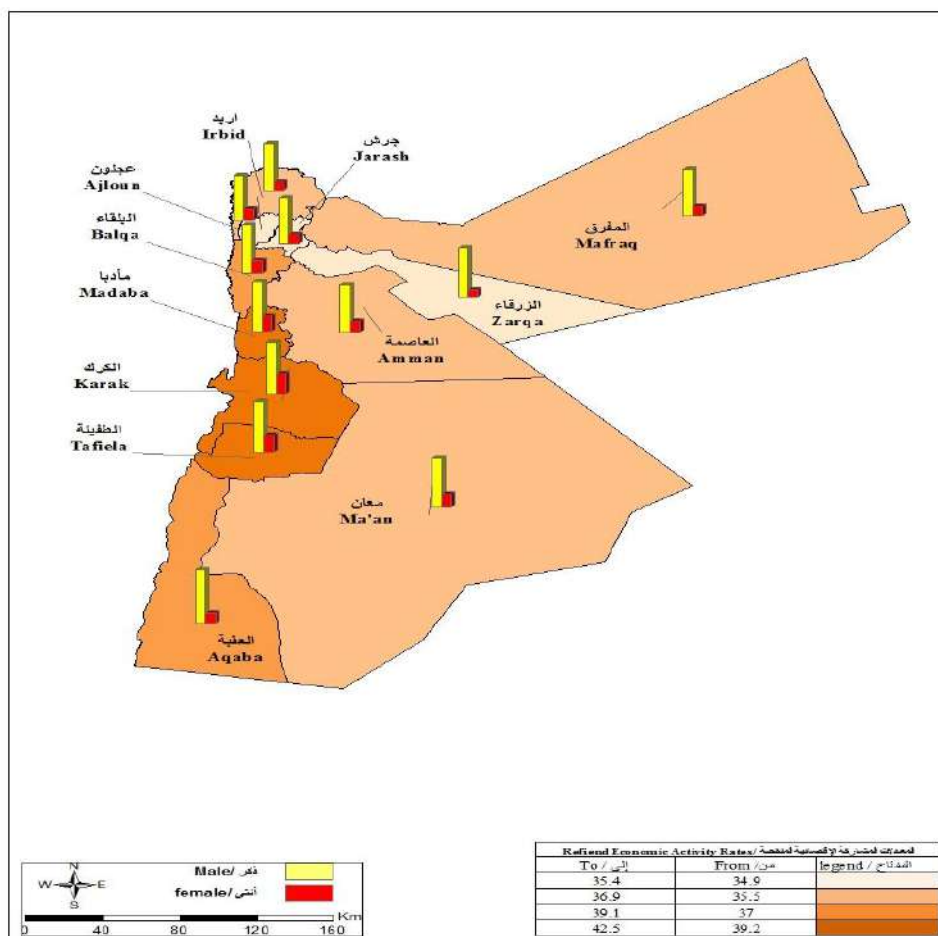 اربد
Irbid
جرش
Jarash
عجلون
Ajloun
البلقاء
Balqa
مأدبا
Madaba
الكرك
Karak
الطفيلة
Tafiela
المفرق
Mafraq
الزرقاء
Zarqa
العاصمة
Amman
معان
Ma'an
العقبة
Aqaba
N
W E
S
Male/ ذكر
female/ أنثى
Km
0 40 80 120 160
Refiend Economic Activity Rates/
To / إلى From / من legend /
35.4 34.9
36.9 35.5
39.1 37
42.5 39.2